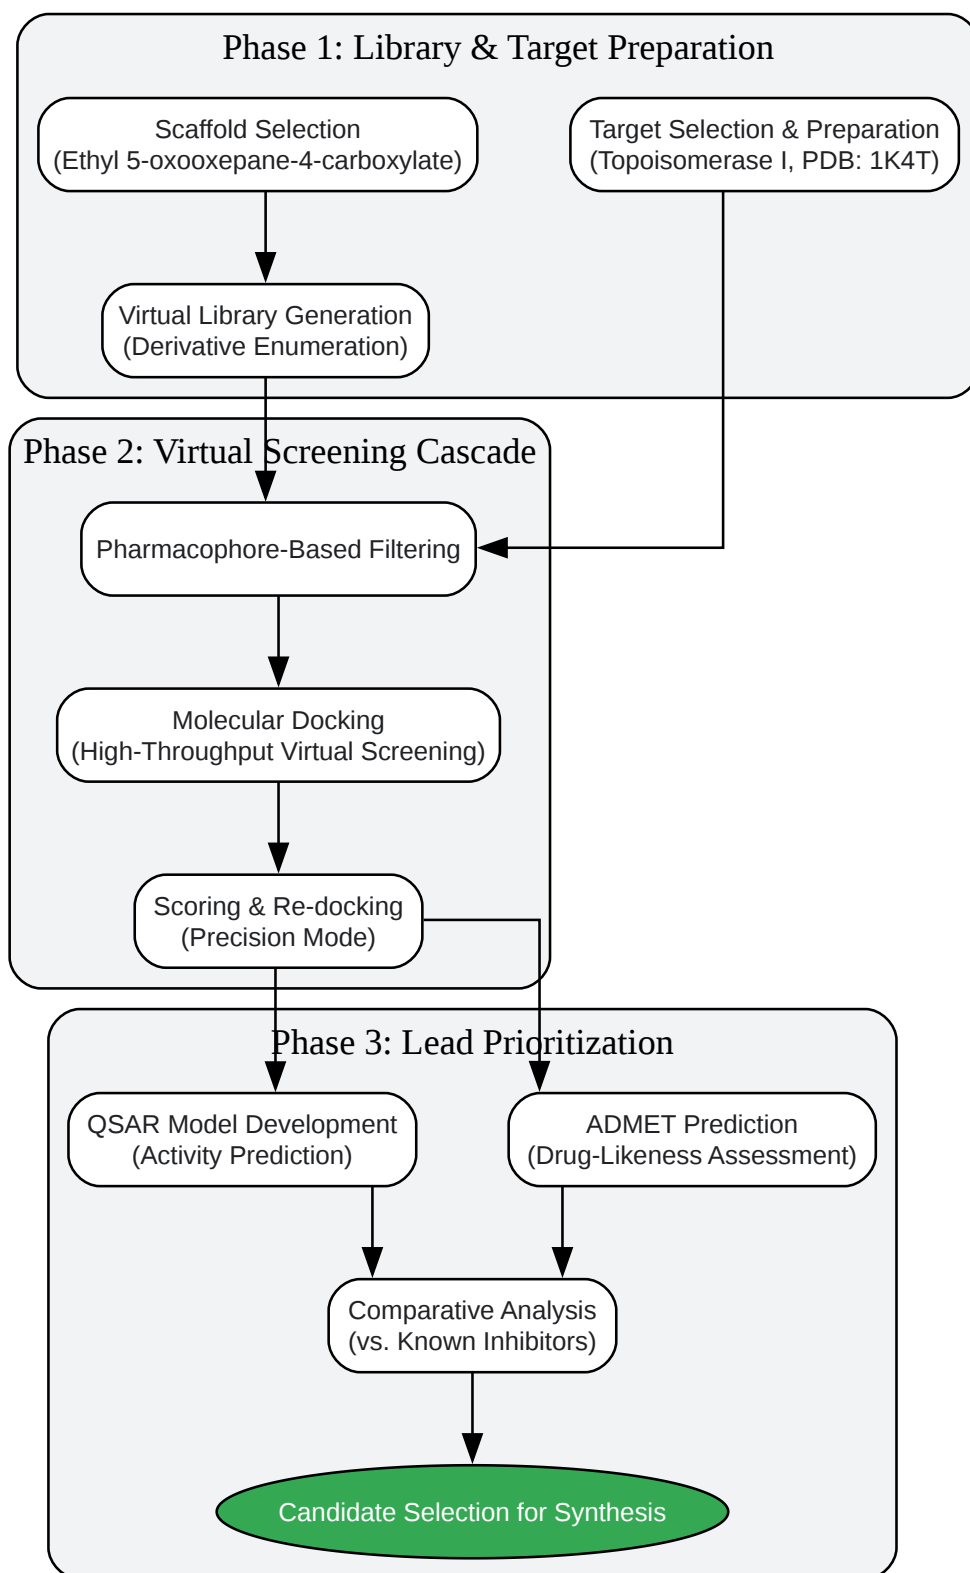 Phase 1: Library & Target Preparation
Scaffold Selection
(Ethyl 5-oxooxepane-4-carboxylate)
Target Selection & Preparation
(Topoisomerase I, PDB: 1K4T)
Virtual Library Generation
(Derivative Enumeration)
Phase 2: Virtual Screening Cascade
Pharmacophore-Based Filtering
Molecular Docking
(High-Throughput Virtual Screening)
Scoring & Re-docking
(Precision Mode)
Phase 3: Lead Prioritization
QSAR Model Development
(Activity Prediction)
ADMET Prediction
(Drug-Likeness Assessment)
Comparative Analysis
(vs. Known Inhibitors)
Candidate Selection for Synthesis